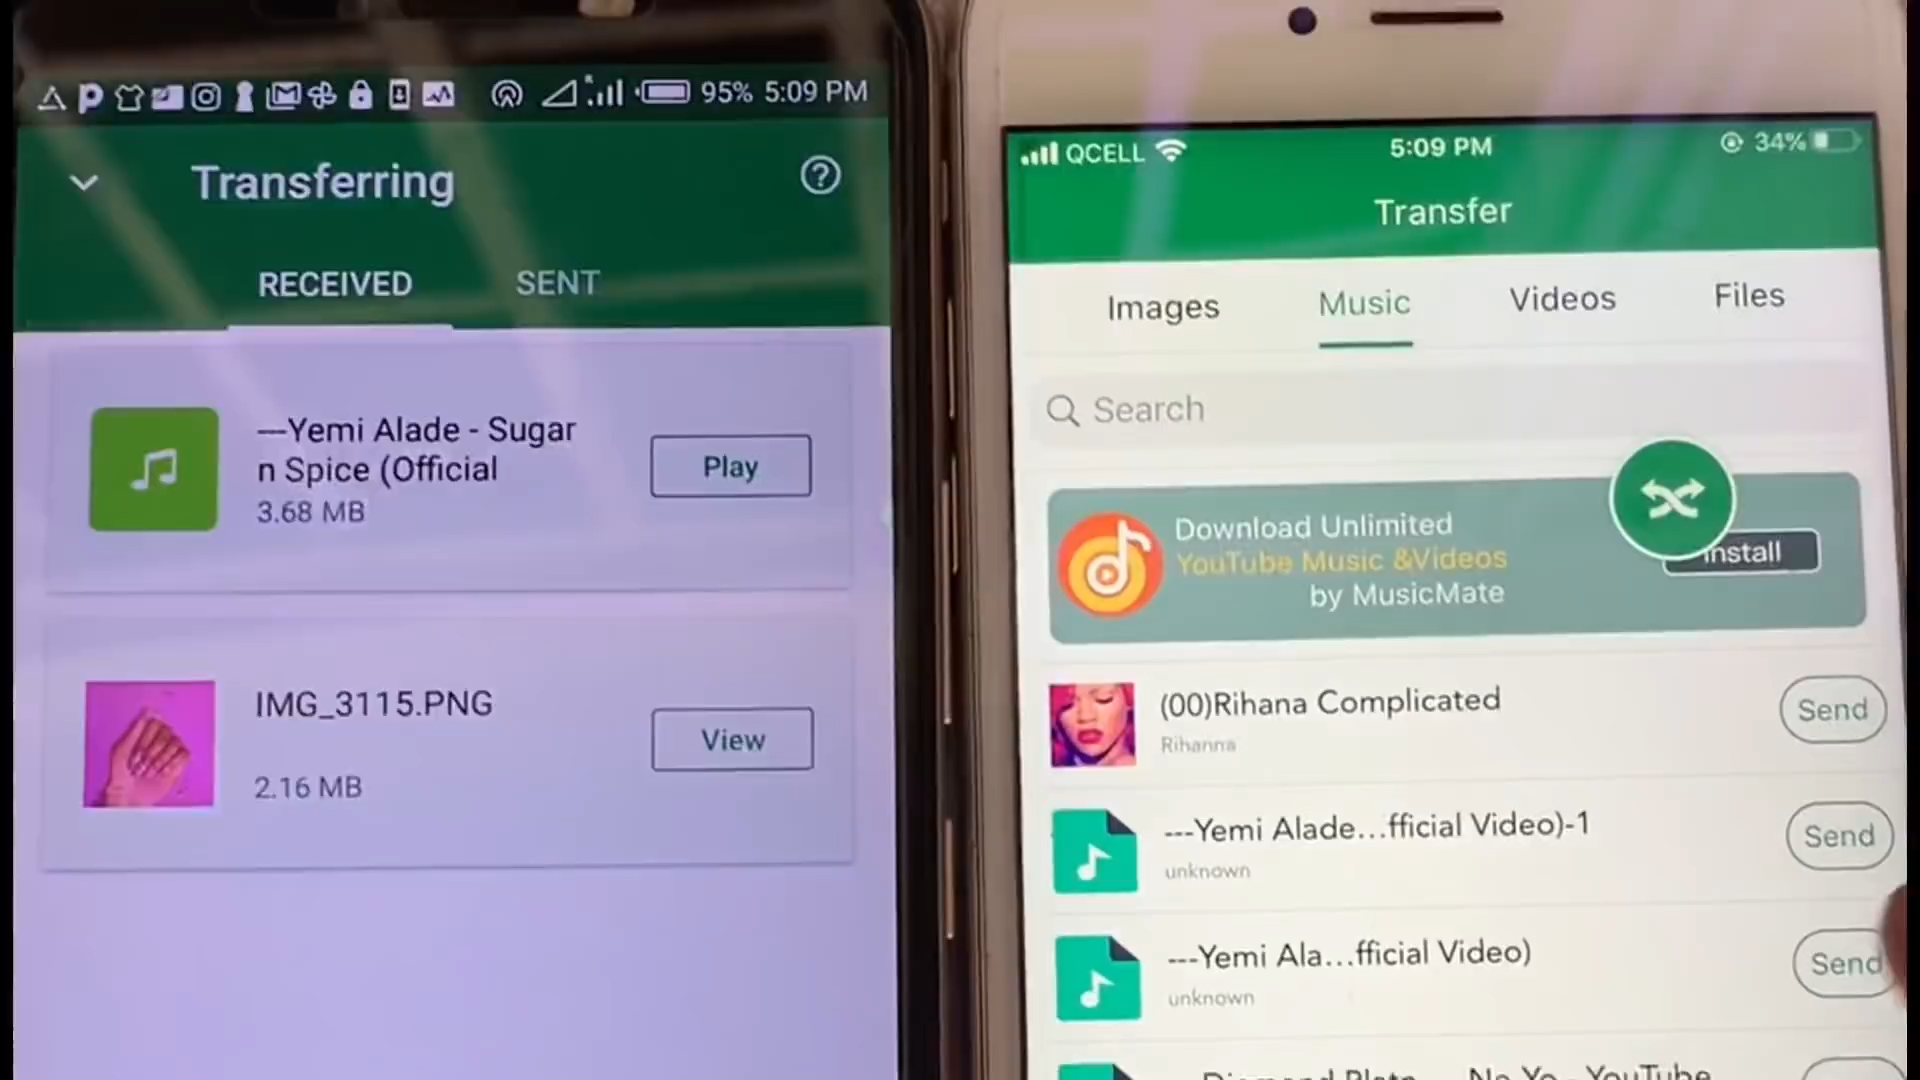 95% 5:09 PM
Transferring
RECEIVED SENT
---Yemi Alade - Sugar
n Spice (Official
3.68 MB
Play
IMG_3115.PNG
2.16 MB
View
QCELL 5:09 PM 34%
Transfer
Images Music Videos Files
Search
Download Unlimited
YouTube Music &Videos
by MusicMate
Install
(00)Rihana Complicated
Rihanna
Send
---Yemi Alade...fficial Video)-1
unknown
Send
---Yemi Ala...fficial Video)
unknown
Send
YouTube